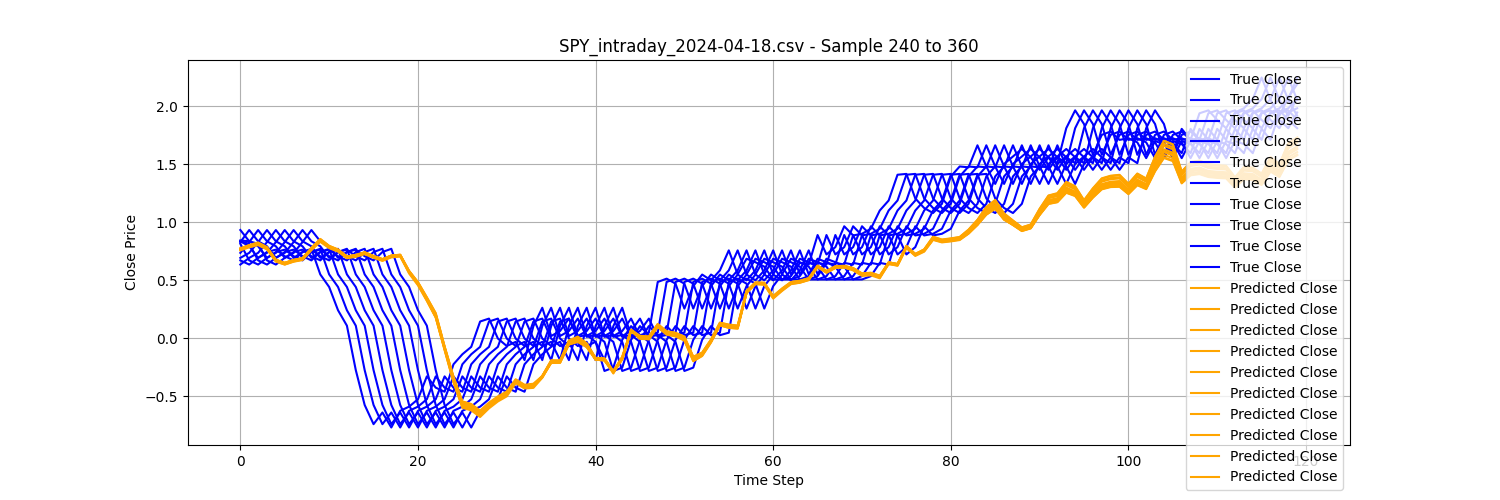 SPY_intraday_2024-04-18.csv - Sample 240 to 360
Close Price
2.0
1.5
1.0
0.5
0.0
−0.5
0
20
40
60
80
100
120
Time Step
True Close
True Close
True Close
True Close
True Close
True Close
True Close
True Close
True Close
True Close
Predicted Close
Predicted Close
Predicted Close
Predicted Close
Predicted Close
Predicted Close
Predicted Close
Predicted Close
Predicted Close
Predicted Close